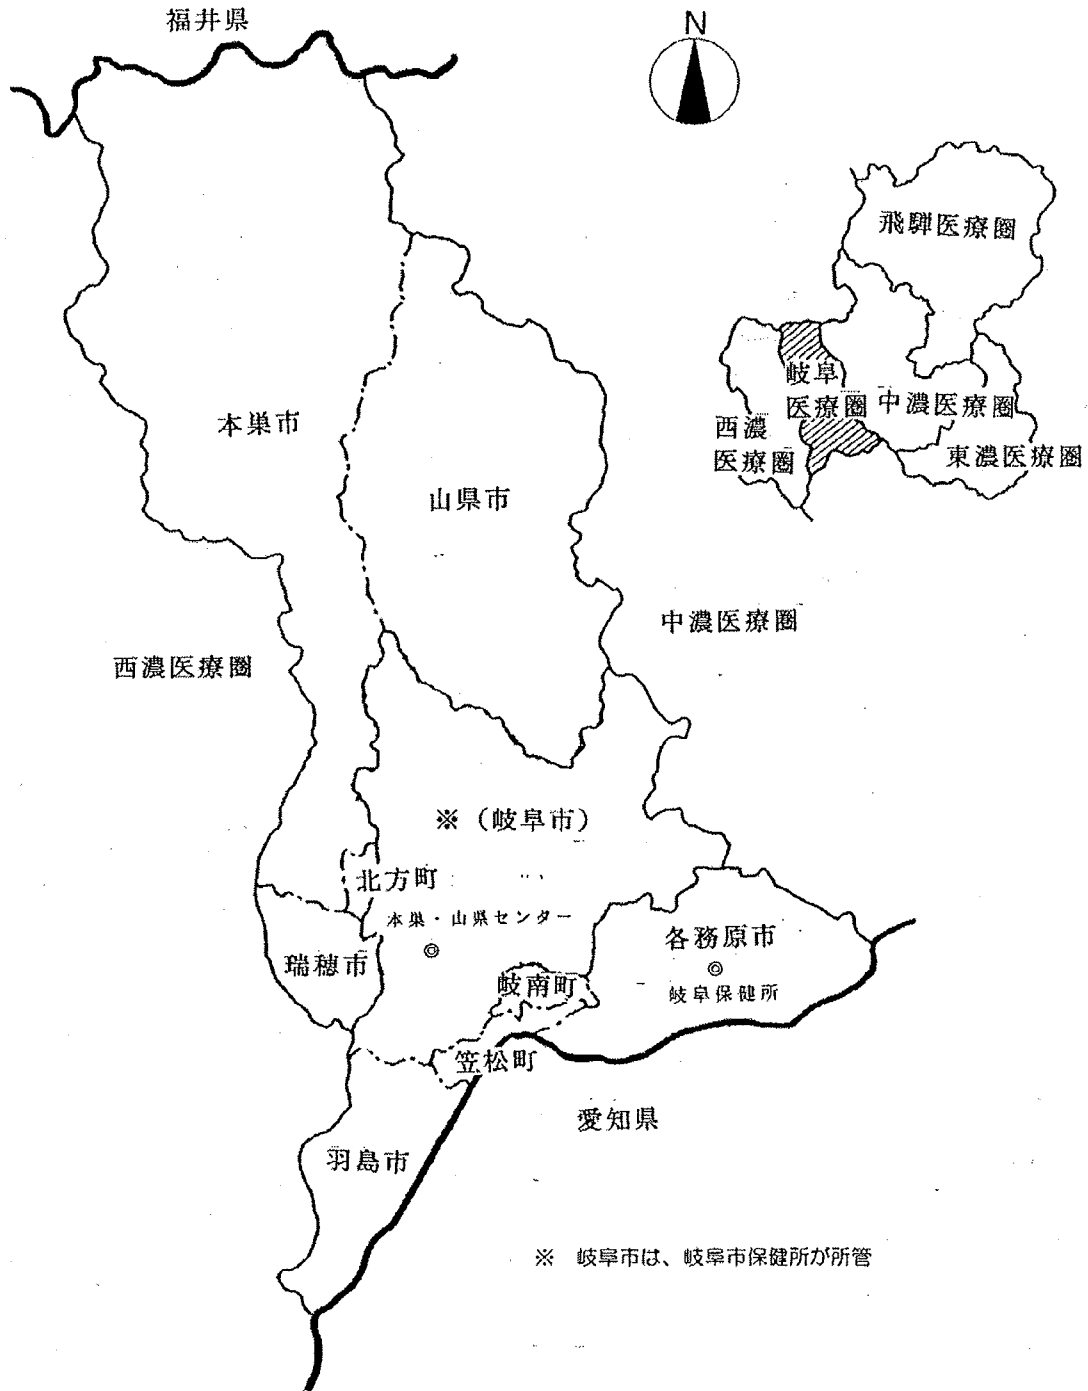 福井県
N
飛騨医療圏
岐阜
医療圏
中濃医療圏
西濃
医療圏
東濃医療圏
本巣市
山県市
中濃医療圏
西濃医療圏
※（岐阜市）
北方町
本巣・山県センター
◎
各務原市
◎
岐阜保健所
瑞穂市
岐南町
笠松町
愛知県
羽島市
※　岐阜市は、岐阜市保健所が所管